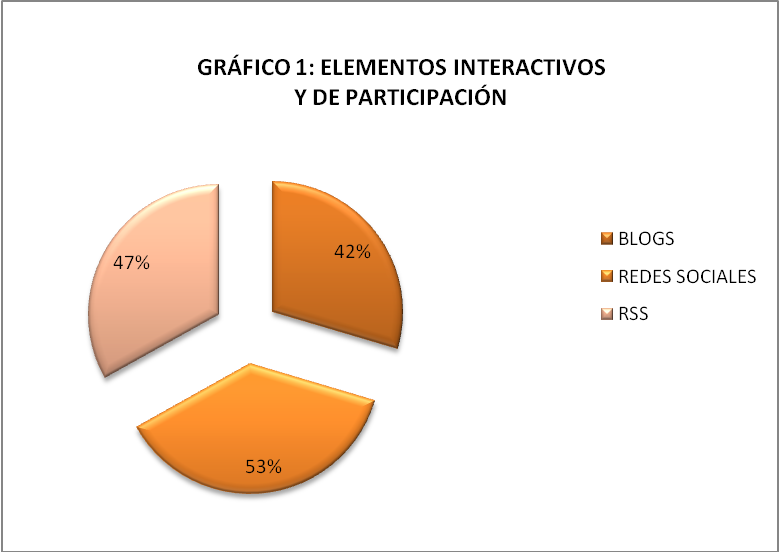 GRÁFICO 1: ELEMENTOS INTERACTIVOS
Y DE PARTICIPACIÓN
47%
42%
53%
BLOGS
REDES SOCIALES
RSS